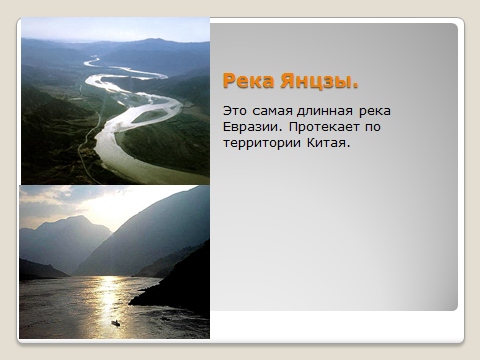 Река Янцзы.
Это самая длинная река
Евразии. Протекает по
территории Китая.